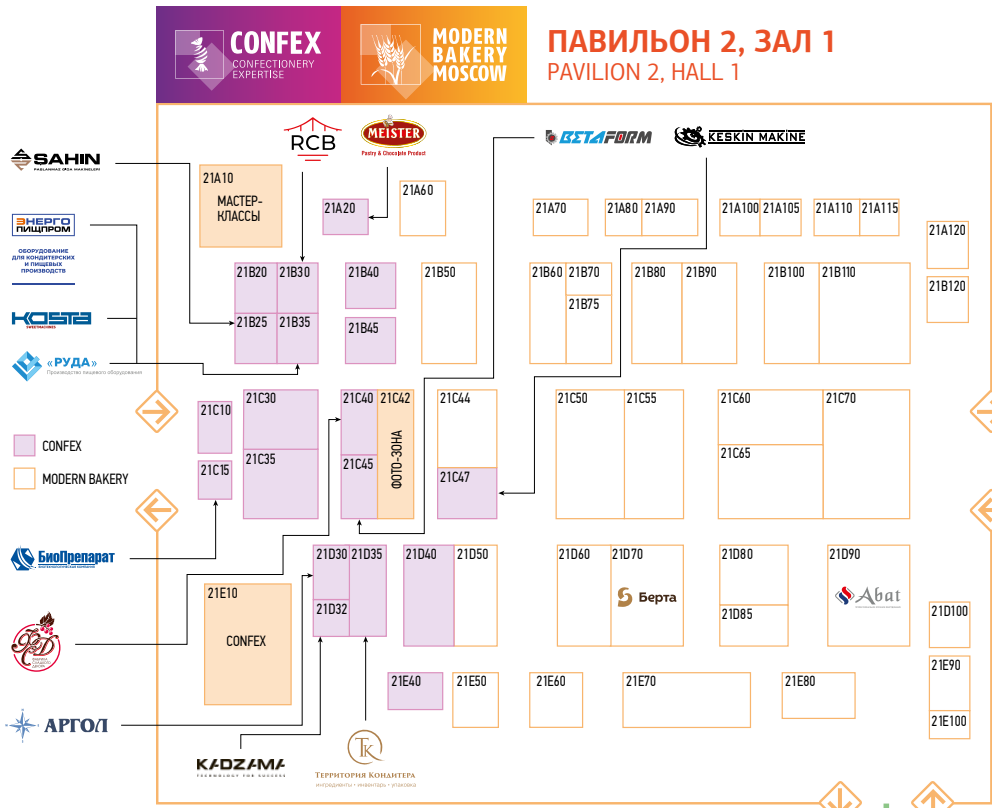 CONFEX
CONFECTIONERY
EXPERTISE
MODERN
BAKERY
MOSCOW
ПАВИЛЬОН 2, ЗАЛ 1
PAVILION 2, HALL 1
SAHIN
PASLANMAZ GIDA MAKİNELERİ
RCB
MEISTER
Pastry & Chocolate Product
BETAFORM
KESKIN MAKINE
ЭНЕРГО
ПИЩПРОМ
ОБОРУДОВАНИЕ
ДЛЯ КОНДИТЕРСКИХ
И ПИЩЕВЫХ
ПРОИЗВОДСТВ
KOSTA
SWEETMACHINES
«РУДА»
Производство пищевого оборудования
CONFEX
MODERN BAKERY
БиоПрепарат
АРГОЛ
KADZAMA
TECHNOLOGY FOR SUCCESS
ТК
ТЕРРИТОРИЯ КОНДИТЕРА
ингредиенты • инвентарь • упаковка
21A10
МАСТЕР-
КЛАССЫ
21A20
21A60
21A70
21A80
21A90
21A100
21A105
21A110
21A115
21A120
21B20
21B30
21B40
21B50
21B60
21B70
21B75
21B80
21B90
21B100
21B110
21B120
21B25
21B35
21B45
21C10
21C15
21C30
21C35
21C40
21C42
ФОТО-ЗОНА
21C45
21C44
21C47
21C50
21C55
21C60
21C65
21C70
21D30
21D35
21D32
21D40
21D50
21D60
21D70
Берта
21D80
21D85
21D90
Abat
21D100
21E10
CONFEX
21E40
21E50
21E60
21E70
21E80
21E90
21E100